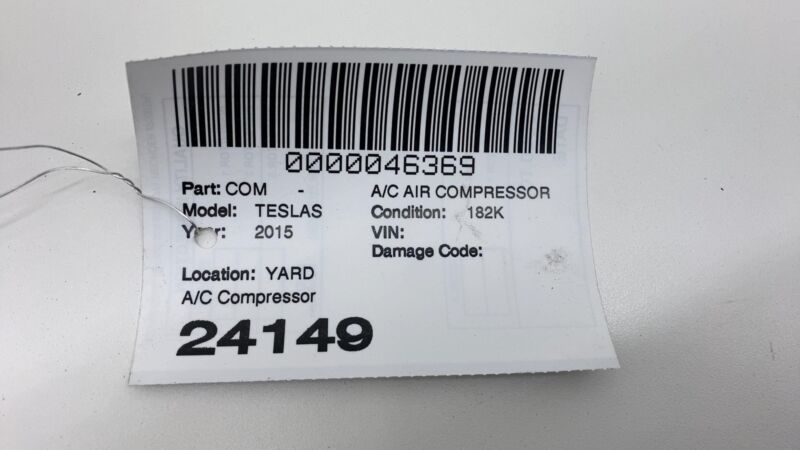 0000046369
Part: COM - A/C AIR COMPRESSOR
Model: TESLAS Condition: 182K
Year: 2015 VIN:
Damage Code:
Location: YARD
A/C Compressor
24149